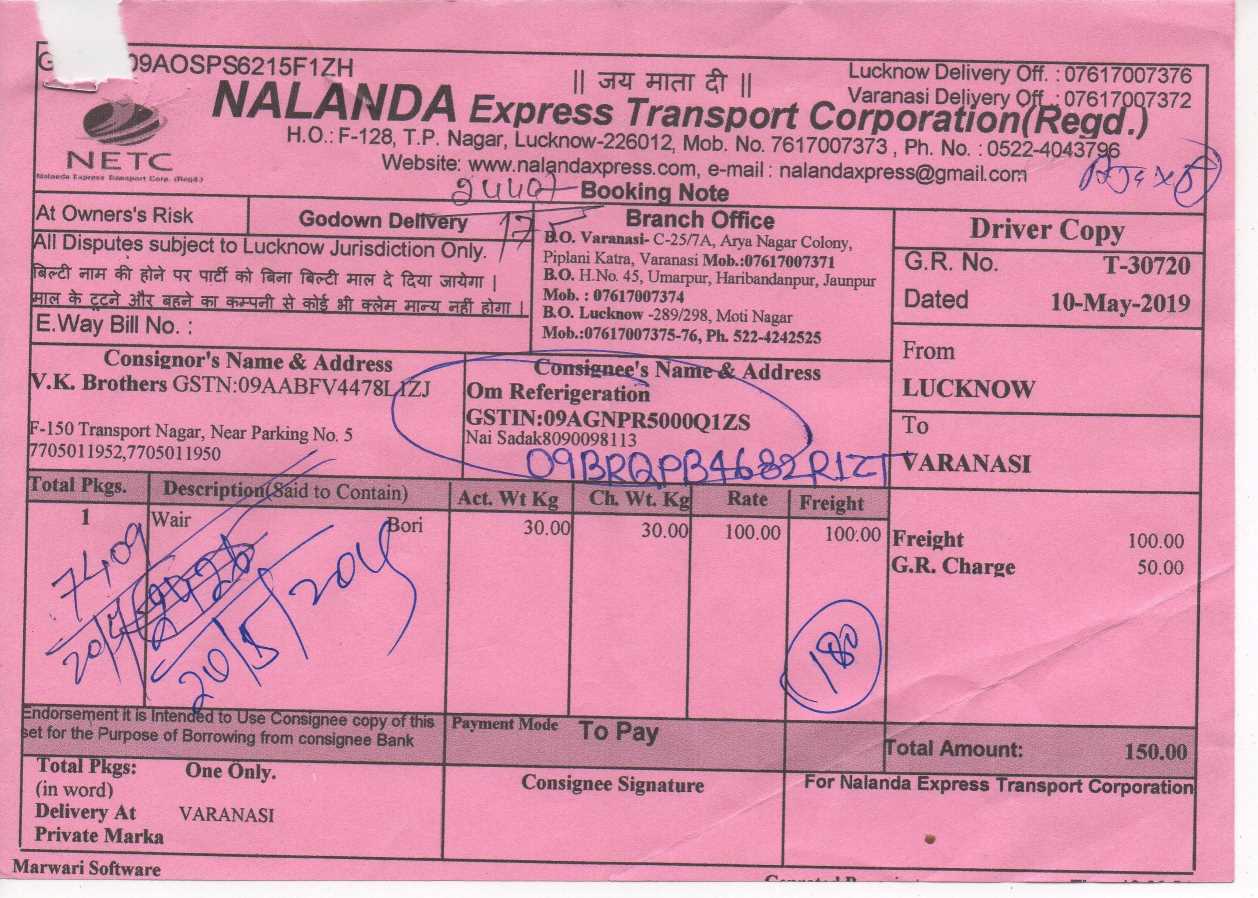 09AOSPS6215F1ZH
|| जय माता दी ||
Lucknow Delivery Off. : 07617007376
Varanasi Deliyery Off. : 07617007372
NALANDA Express Transport Corporation(Regd.)
H.O.: F-128, T.P. Nagar, Lucknow-226012, Mob. No. 7617007373 , Ph. No. : 0522-4043796
NETC
Nalanda Express Transport Corp. (Regd.)
Website: www.nalandaxpress.com, e-mail : nalandaxpress@gmail.com
Booking Note
At Owners's Risk
Godown Delivery
17
All Disputes subject to Lucknow Jurisdiction Only.
बिल्टी नाम की होने पर पार्टी को बिना बिल्टी माल दे दिया जायेगा |
माल के टूटने और बहने का कम्पनी से कोई भी क्लेम मान्य नहीं होगा |
E.Way Bill No. :
Branch Office
B.O. Varanasi- C-25/7A, Arya Nagar Colony,
Piplani Katra, Varanasi Mob.:07617007371
B.O. H.No. 45, Umarpur, Haribandanpur, Jaunpur
Mob. : 07617007374
B.O. Lucknow -289/298, Moti Nagar
Mob.:07617007375-76, Ph. 522-4242525
Driver Copy
G.R. No. T-30720
Dated 10-May-2019
From
LUCKNOW
To
VARANASI
Consignor's Name & Address
V.K. Brothers GSTN:09AABFV4478L1ZJ
F-150 Transport Nagar, Near Parking No. 5
7705011952,7705011950
Consignee's Name & Address
Om Referigeration
GSTIN:09AGNPR5000Q1ZS
Nai Sadak8090098113
09BRQPB4682R1ZT
Total Pkgs. Description(Said to Contain) Act. Wt Kg Ch. Wt. Kg Rate Freight
1 Wair Bori 30.00 30.00 100.00 100.00
Freight 100.00
G.R. Charge 50.00
7409
20/5/2019
180
Endorsement it is Intended to Use Consignee copy of this
set for the Purpose of Borrowing from consignee Bank
Payment Mode To Pay
Total Amount: 150.00
Total Pkgs: One Only.
(in word)
Delivery At VARANASI
Private Marka
Consignee Signature
For Nalanda Express Transport Corporation
Marwari Software